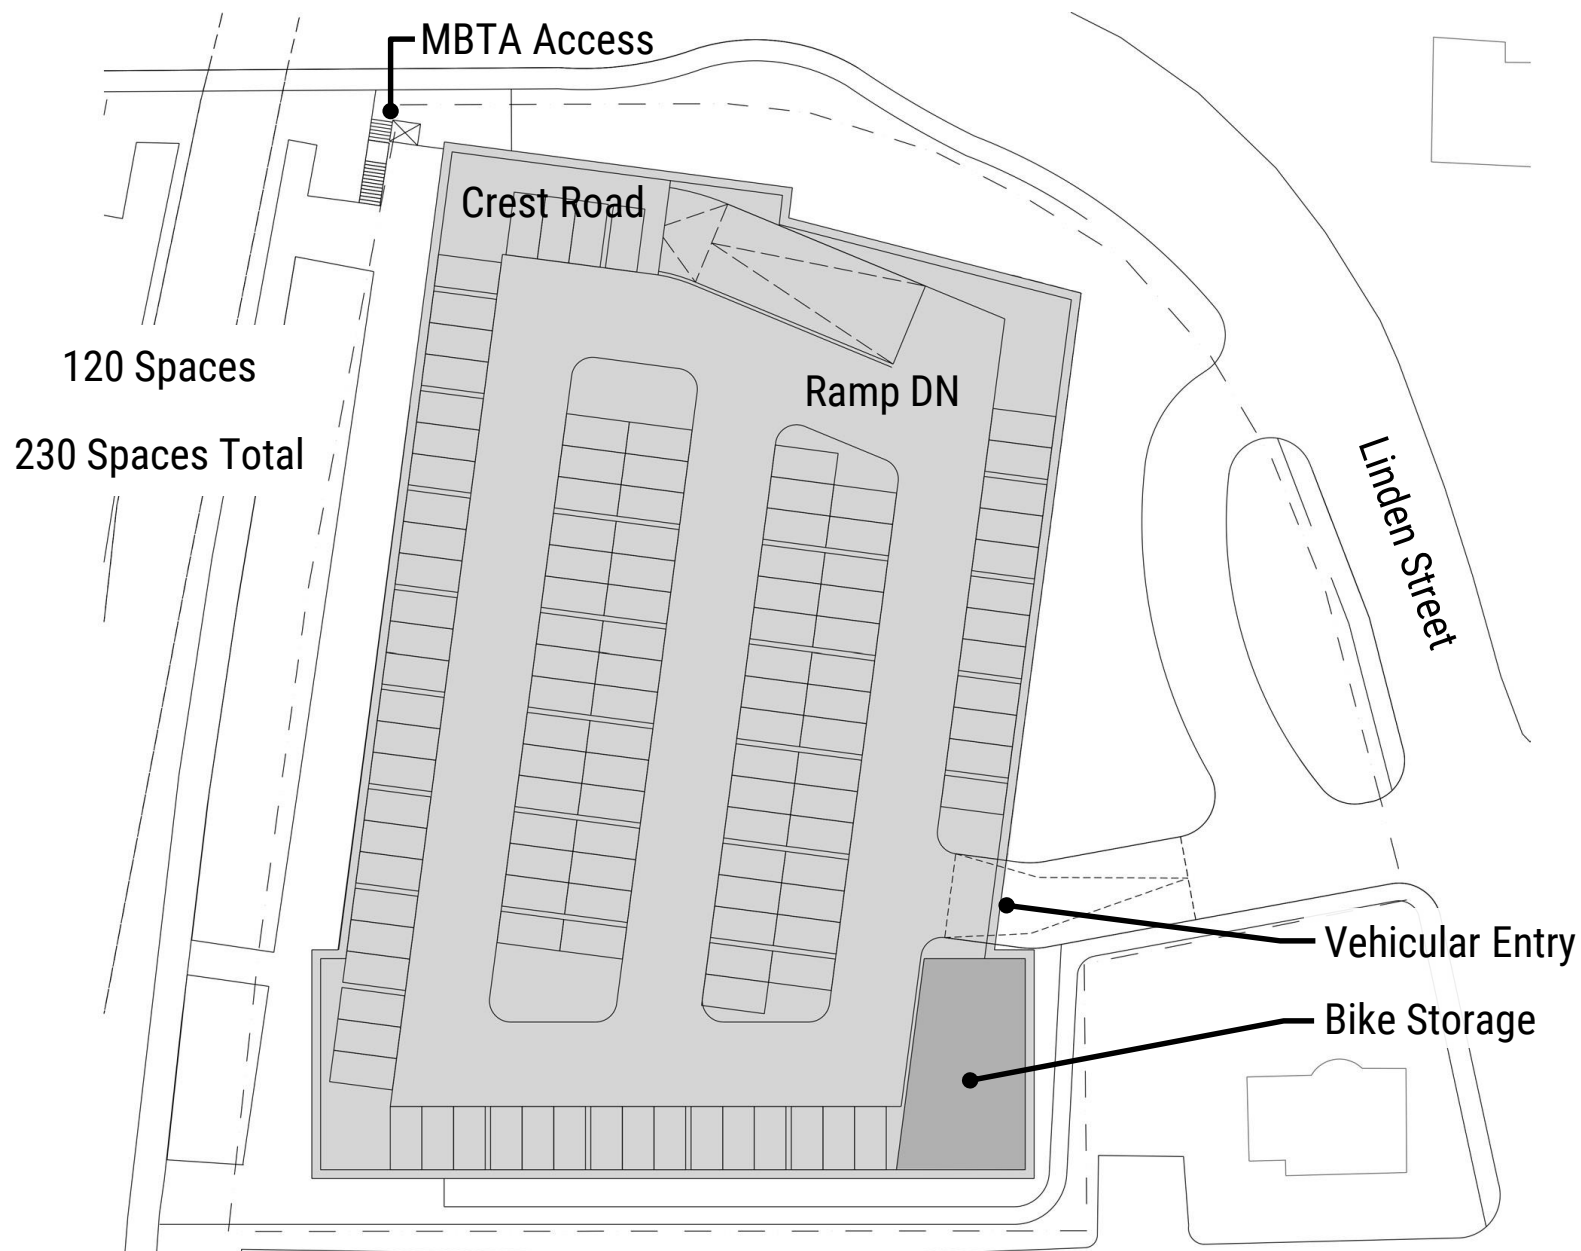 MBTA Access
Crest Road
120 Spaces
Ramp DN
230 Spaces Total
Linden Street
Vehicular Entry
Bike Storage